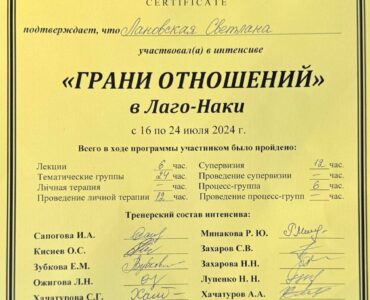 CERTIFICATE
подтверждает, что Лановская Светлана
участвовал(а) в интенсиве
«ГРАНИ ОТНОШЕНИЙ»
в Лаго-Наки
с 16 по 24 июля 2024 г.
Всего в ходе программы участником было пройдено:
Лекции 6 час. Супервизия 12 час.
Тематические группы 24 час. Проведение супервизии – час.
Личная терапия – час. Процесс-группа 6 час.
Проведение личной терапии 12 час. Проведение процесс-групп – час.
Тренерский состав интенсива:
Сапогова И.А. Минакова Р. Ю.
Киснев О.С. Захаров С.В.
Зубкова Е.М. Захарова Н.Н.
Ожигова Л.Н. Лупенко Н. Н.
Хачатурова С.Г. Хачатуров А.А.